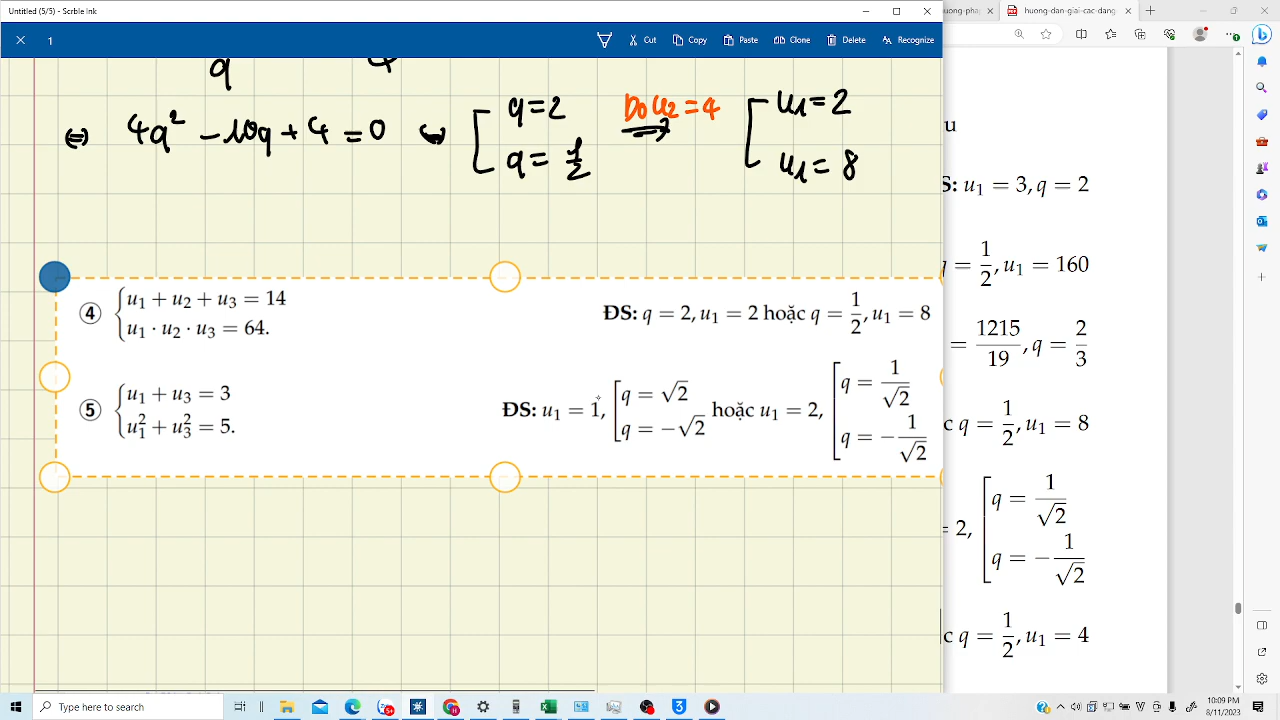 Untitled (5/5) - Scrble Ink
1
Cut
Copy
Paste
Clone
Delete
Recognize
q
⇔ 4q² − 10q + 4 = 0 ⇔ [ q = 2 Do u₂ = 4 ⇒ [ u₁ = 2
q = 1/2 u₁ = 8
④ { u₁ + u₂ + u₃ = 14
u₁ · u₂ · u₃ = 64.
ĐS: q = 2, u₁ = 2 hoặc q = 1/2, u₁ = 8
⑤ { u₁ + u₃ = 3
u₁² + u₃² = 5.
ĐS: u₁ = 1, [ q = √2
q = −√2
hoặc u₁ = 2, [ q = 1/√2
q = −1/√2
huong-dan-giai-cac-dang
u
S: u₁ = 3, q = 2
q = 1/2, u₁ = 160
= 1215/19, q = 2/3
c q = 1/2, u₁ = 8
= 2, [ q = 1/√2
q = −1/√2
c q = 1/2, u₁ = 4
Type here to search
10:09 PM
8/11/2023